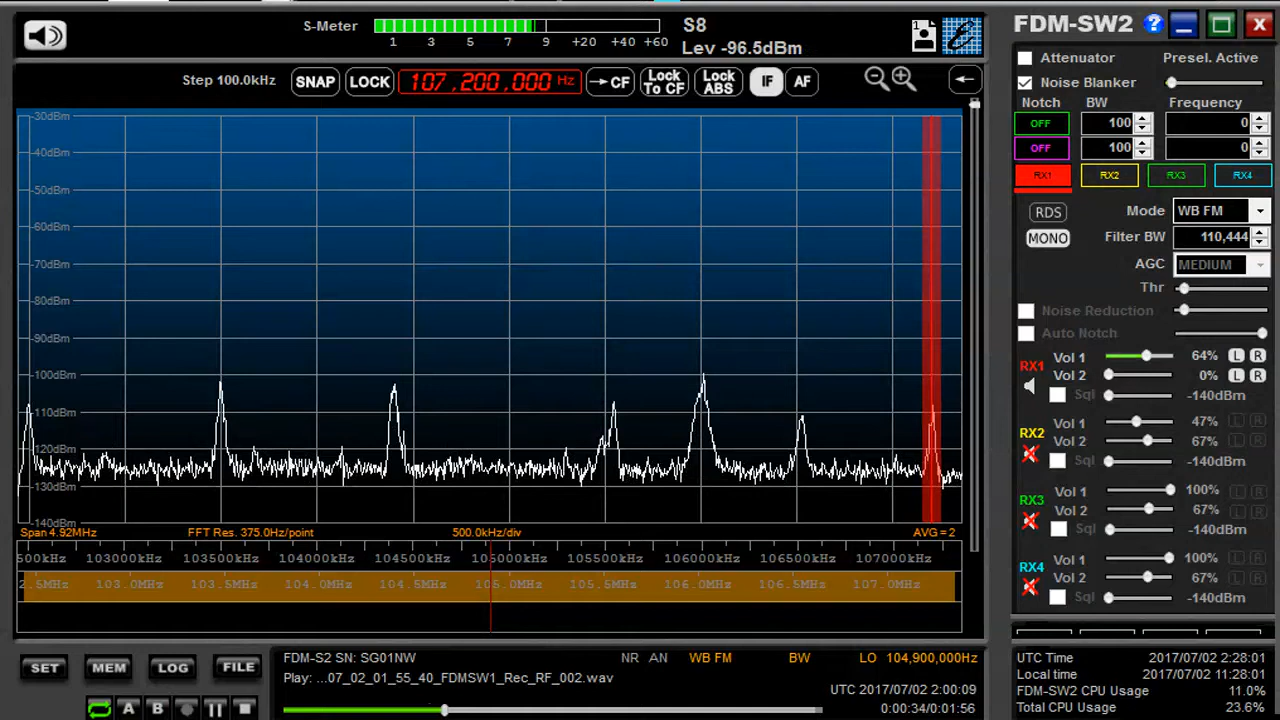 S-Meter
1 3 5 7 9 +20 +40 +60
S8
Lev -96.5dBm
1
FDM-SW2 ?
Step 100.0kHz SNAP LOCK 107,200,000 Hz →CF Lock To CF Lock ABS IF AF
-30dBm
-40dBm
-50dBm
-60dBm
-70dBm
-80dBm
-90dBm
-100dBm
-110dBm
-120dBm
-130dBm
-140dBm
Span 4.92MHz FFT Res. 375.0Hz/point 500.0kHz/div AVG = 2
500kHz 103000kHz 103500kHz 104000kHz 104500kHz 105000kHz 105500kHz 106000kHz 106500kHz 107000kHz
2.5MHz 103.0MHz 103.5MHz 104.0MHz 104.5MHz 105.0MHz 105.5MHz 106.0MHz 106.5MHz 107.0MHz
SET MEM LOG FILE
A B
FDM-S2 SN: SG01NW NR AN WB FM BW LO 104,900,000Hz
Play: ...07_02_01_55_40_FDMSW1_Rec_RF_002.wav
UTC 2017/07/02 2:00:09
0:00:34/0:01:56
Attenuator Presel. Active
Noise Blanker
Notch BW Frequency
OFF 100 0
OFF 100 0
RX1 RX2 RX3 RX4
RDS Mode WB FM
MONO Filter BW 110,444
AGC MEDIUM
Thr
Noise Reduction
Auto Notch
RX1 Vol 1 64% L R
Vol 2 0% L R
Sql -140dBm
RX2 Vol 1 47% L R
Vol 2 67% L R
Sql -140dBm
RX3 Vol 1 100% L R
Vol 2 67% L R
Sql -140dBm
RX4 Vol 1 100% L R
Vol 2 67% L R
Sql -140dBm
UTC Time 2017/07/02 2:28:01
Local time 2017/07/02 11:28:01
FDM-SW2 CPU Usage 11.0%
Total CPU Usage 23.6%